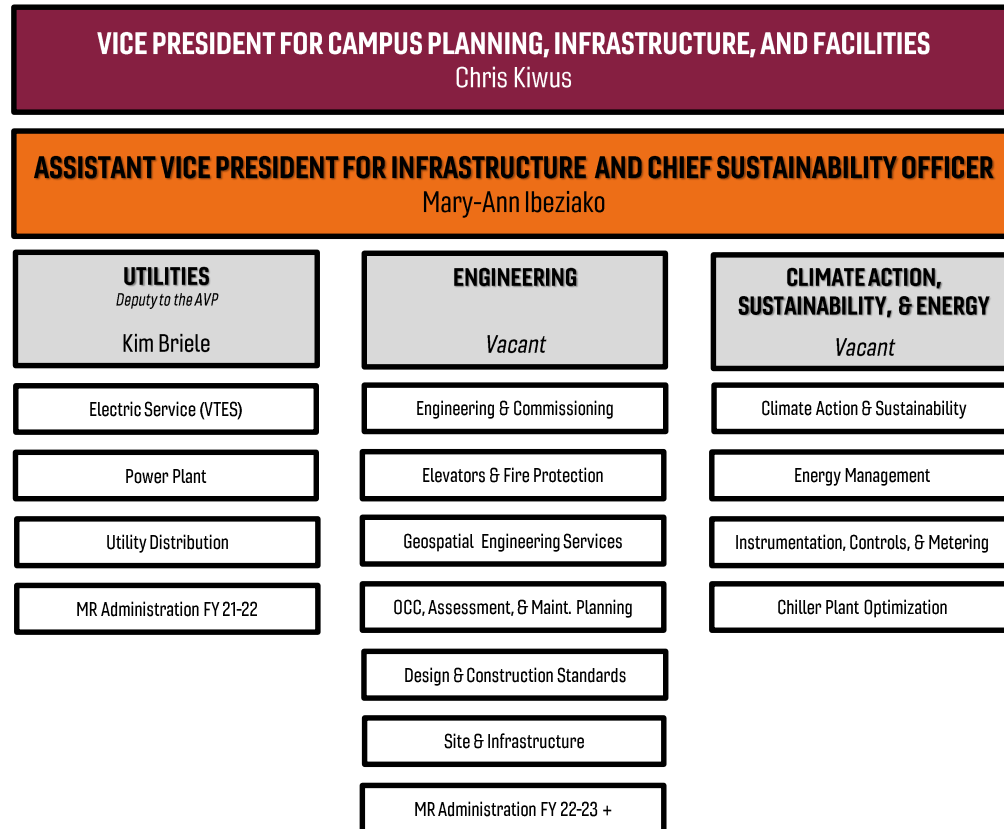 VICE PRESIDENT FOR CAMPUS PLANNING, INFRASTRUCTURE, AND FACILITIES
Chris Kiwus
ASSISTANT VICE PRESIDENT FOR INFRASTRUCTURE AND CHIEF SUSTAINABILITY OFFICER
Mary-Ann Ibeziako
UTILITIES
Deputy to the AVP
Kim Briele
Electric Service (VTES)
Power Plant
Utility Distribution
MR Administration FY 21-22
ENGINEERING
Vacant
Engineering & Commissioning
Elevators & Fire Protection
Geospatial Engineering Services
OCC, Assessment, & Maint. Planning
Design & Construction Standards
Site & Infrastructure
MR Administration FY 22-23 +
CLIMATE ACTION,
SUSTAINABILITY, & ENERGY
Vacant
Climate Action & Sustainability
Energy Management
Instrumentation, Controls, & Metering
Chiller Plant Optimization